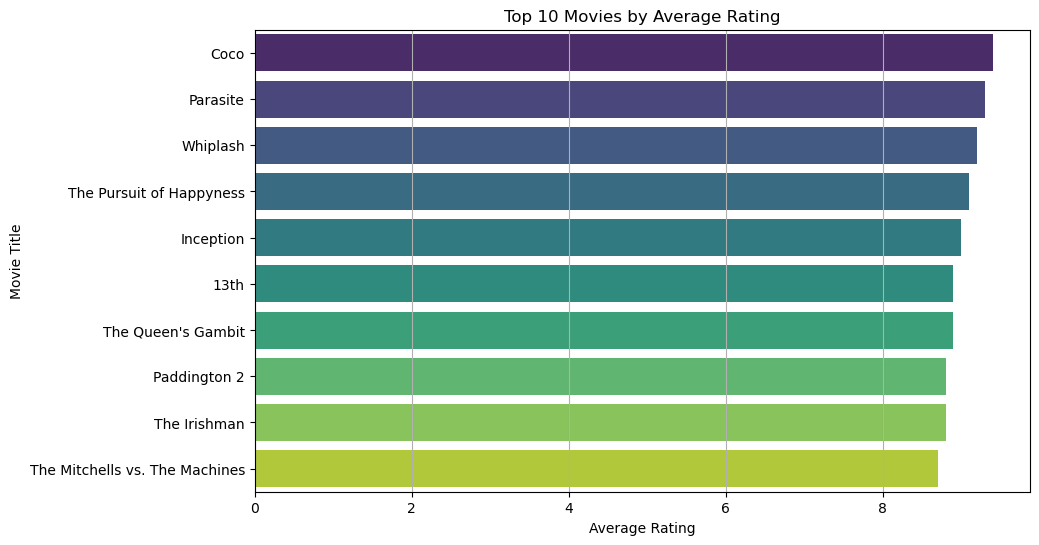 Top 10 Movies by Average Rating
Movie Title
Coco
Parasite
Whiplash
The Pursuit of Happyness
Inception
13th
The Queen's Gambit
Paddington 2
The Irishman
The Mitchells vs. The Machines
0 2 4 6 8
Average Rating